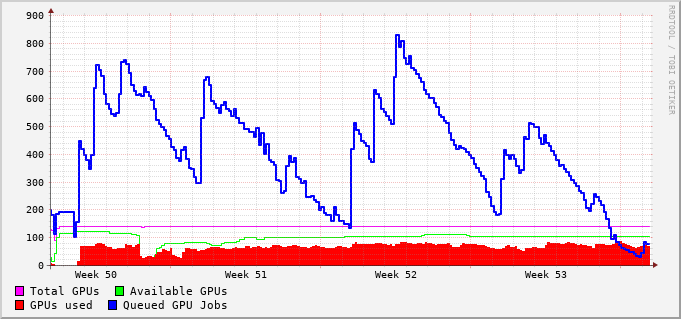 900
800
700
600
500
400
300
200
100
0
Week 50 Week 51 Week 52 Week 53
Total GPUs Available GPUs
GPUs used Queued GPU Jobs
RRDTOOL / TOBI OETIKER